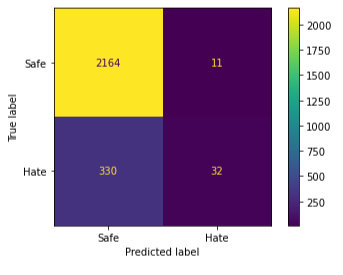 Safe
2164
11
2000
1750
1500
1250
1000
750
500
250
True label
Hate
330
32
Safe
Hate
Predicted label